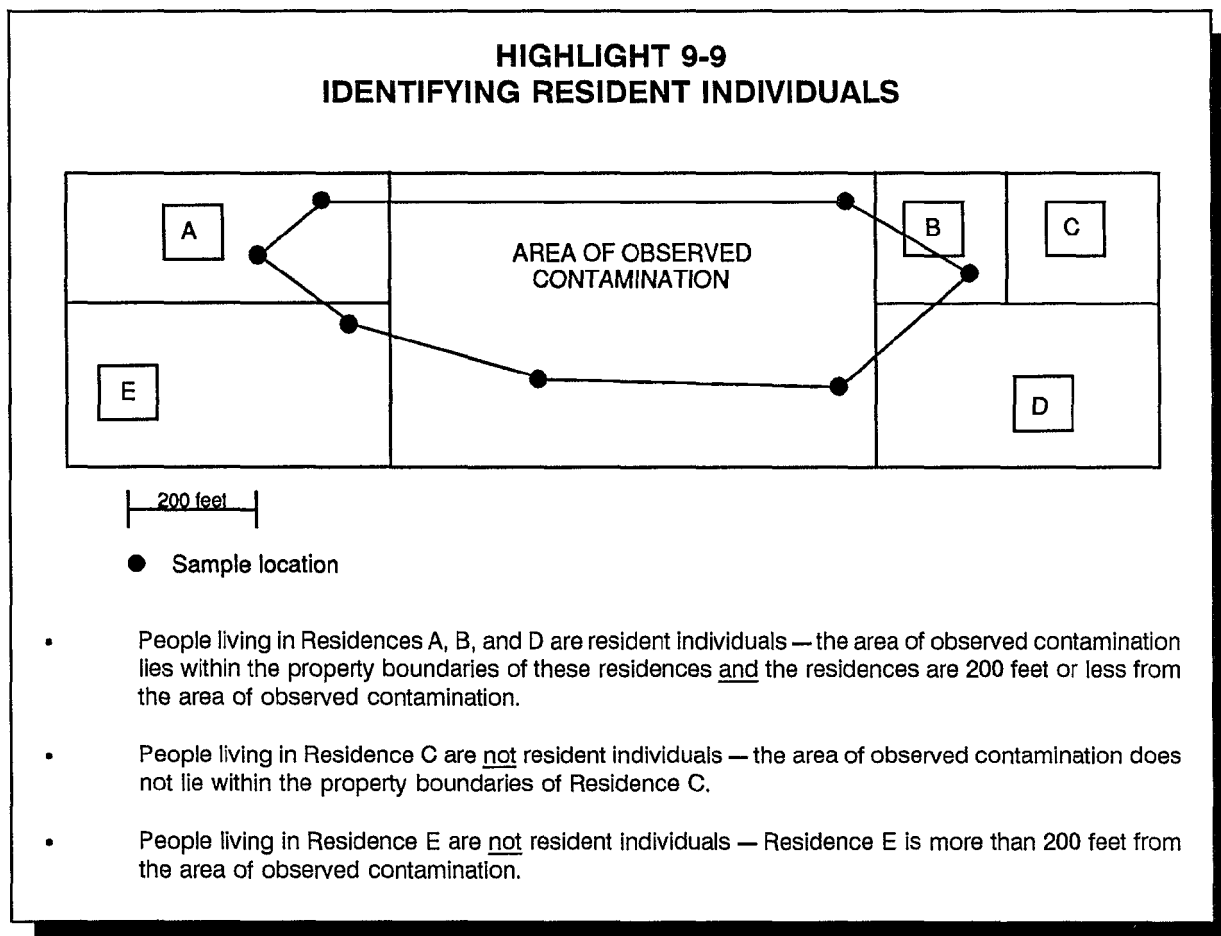 HIGHLIGHT 9-9
IDENTIFYING RESIDENT INDIVIDUALS
A
AREA OF OBSERVED
CONTAMINATION
B
C
E
D
200 feet
Sample location
• People living in Residences A, B, and D are resident individuals — the area of observed contamination
lies within the property boundaries of these residences and the residences are 200 feet or less from
the area of observed contamination.
• People living in Residence C are not resident individuals — the area of observed contamination does
not lie within the property boundaries of Residence C.
• People living in Residence E are not resident individuals — Residence E is more than 200 feet from
the area of observed contamination.